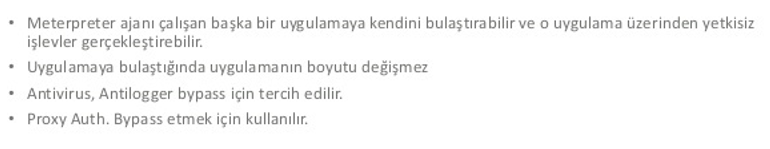 • Meterpreter ajanı çalışan başka bir uygulamaya kendini bulaştırabilir ve o uygulama üzerinden yetkisiz
işlevler gerçekleştirebilir.
• Uygulamaya bulaştığında uygulamanın boyutu değişmez
• Antivirus, Antilogger bypass için tercih edilir.
• Proxy Auth. Bypass etmek için kullanılır.